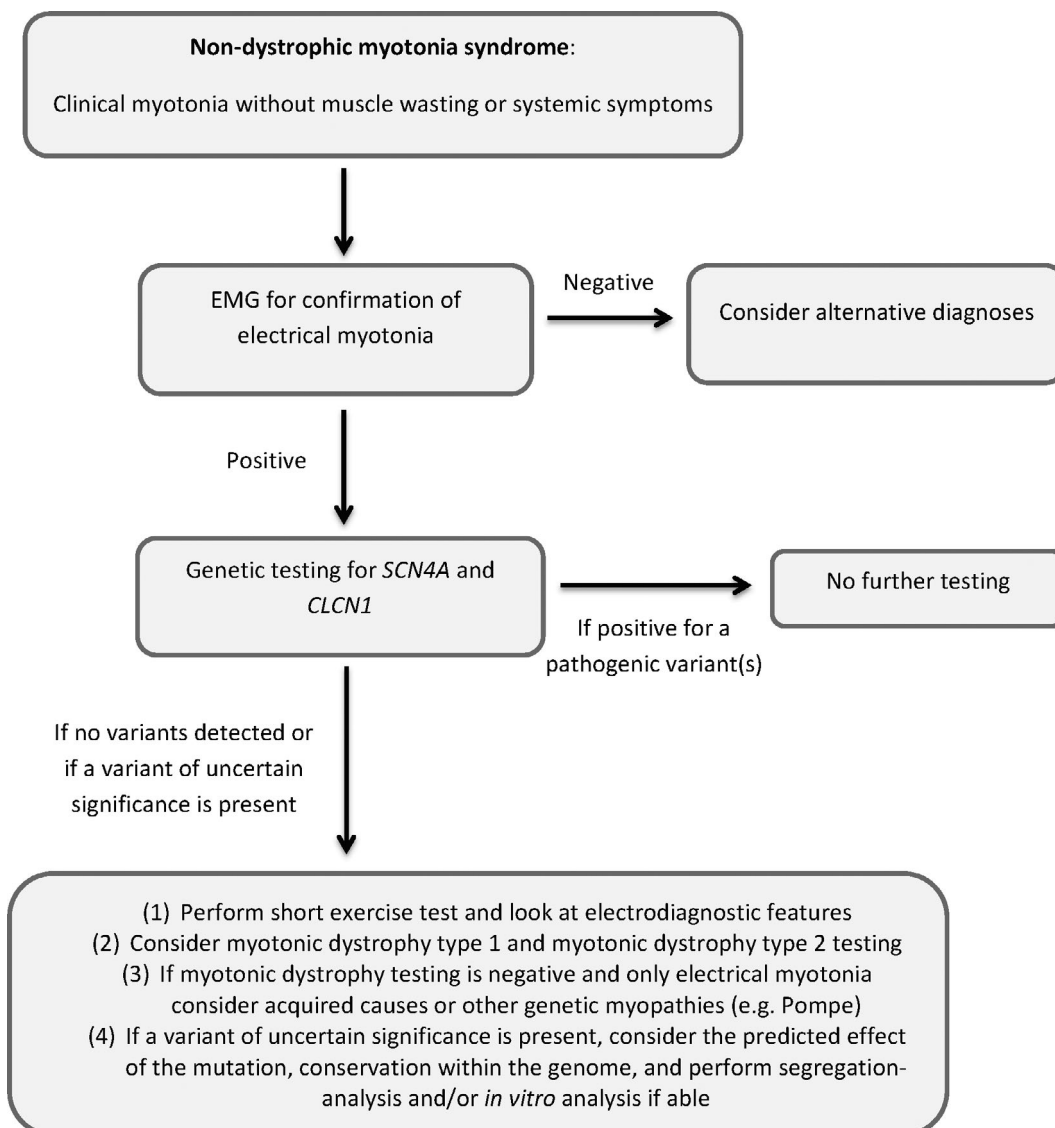 Non-dystrophic myotonia syndrome:
Clinical myotonia without muscle wasting or systemic symptoms
EMG for confirmation of
electrical myotonia
Negative
Consider alternative diagnoses
Positive
Genetic testing for SCN4A and
CLCN1
If positive for a
pathogenic variant(s)
No further testing
If no variants detected or
if a variant of uncertain
significance is present
(1) Perform short exercise test and look at electrodiagnostic features
(2) Consider myotonic dystrophy type 1 and myotonic dystrophy type 2 testing
(3) If myotonic dystrophy testing is negative and only electrical myotonia
consider acquired causes or other genetic myopathies (e.g. Pompe)
(4) If a variant of uncertain significance is present, consider the predicted effect
of the mutation, conservation within the genome, and perform segregation-
analysis and/or in vitro analysis if able